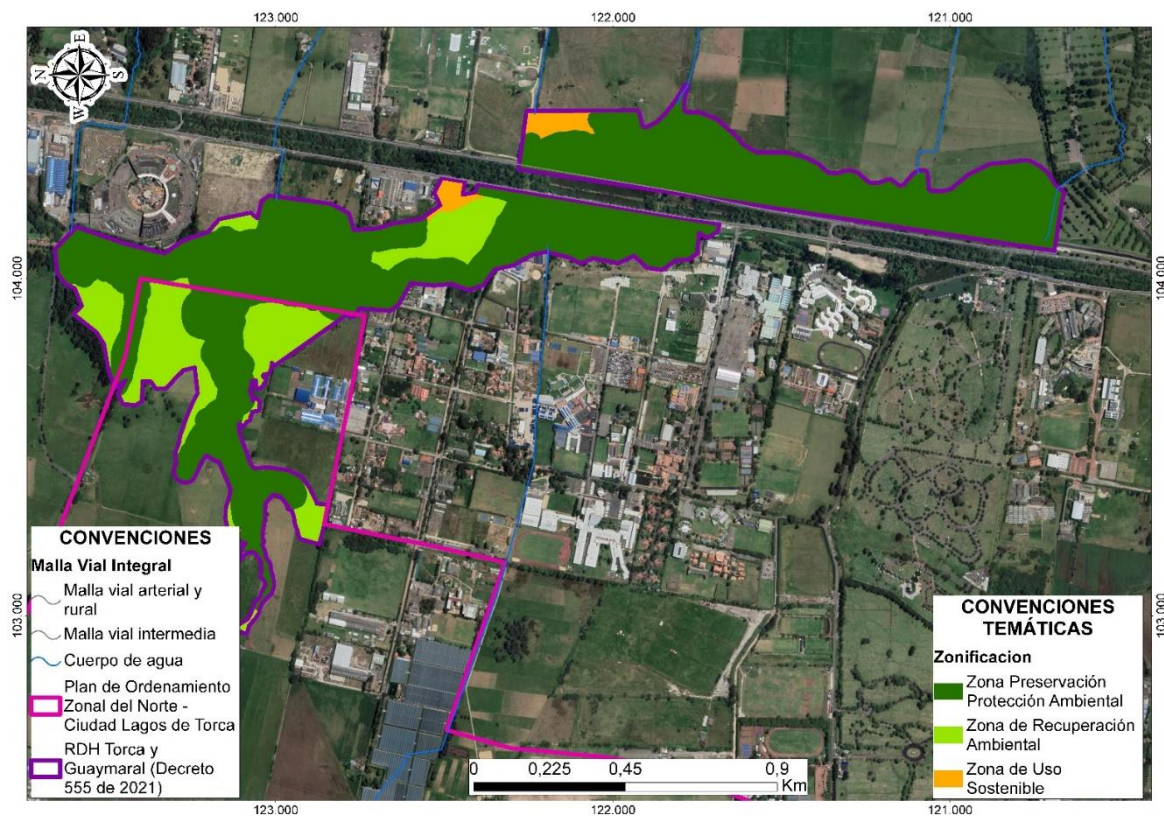 123.000 122.000 121.000
E
N S
W
104.000 104.000
103.000 103.000
CONVENCIONES
Malla Vial Integral
Malla vial arterial y
rural
Malla vial intermedia
Cuerpo de agua
Plan de Ordenamiento
Zonal del Norte -
Ciudad Lagos de Torca
RDH Torca y
Guaymaral (Decreto
555 de 2021)
0 0,225 0,45 0,9
Km
CONVENCIONES
TEMÁTICAS
Zonificacion
Zona Preservación
Protección Ambiental
Zona de Recuperación
Ambiental
Zona de Uso
Sostenible
123.000 122.000 121.000